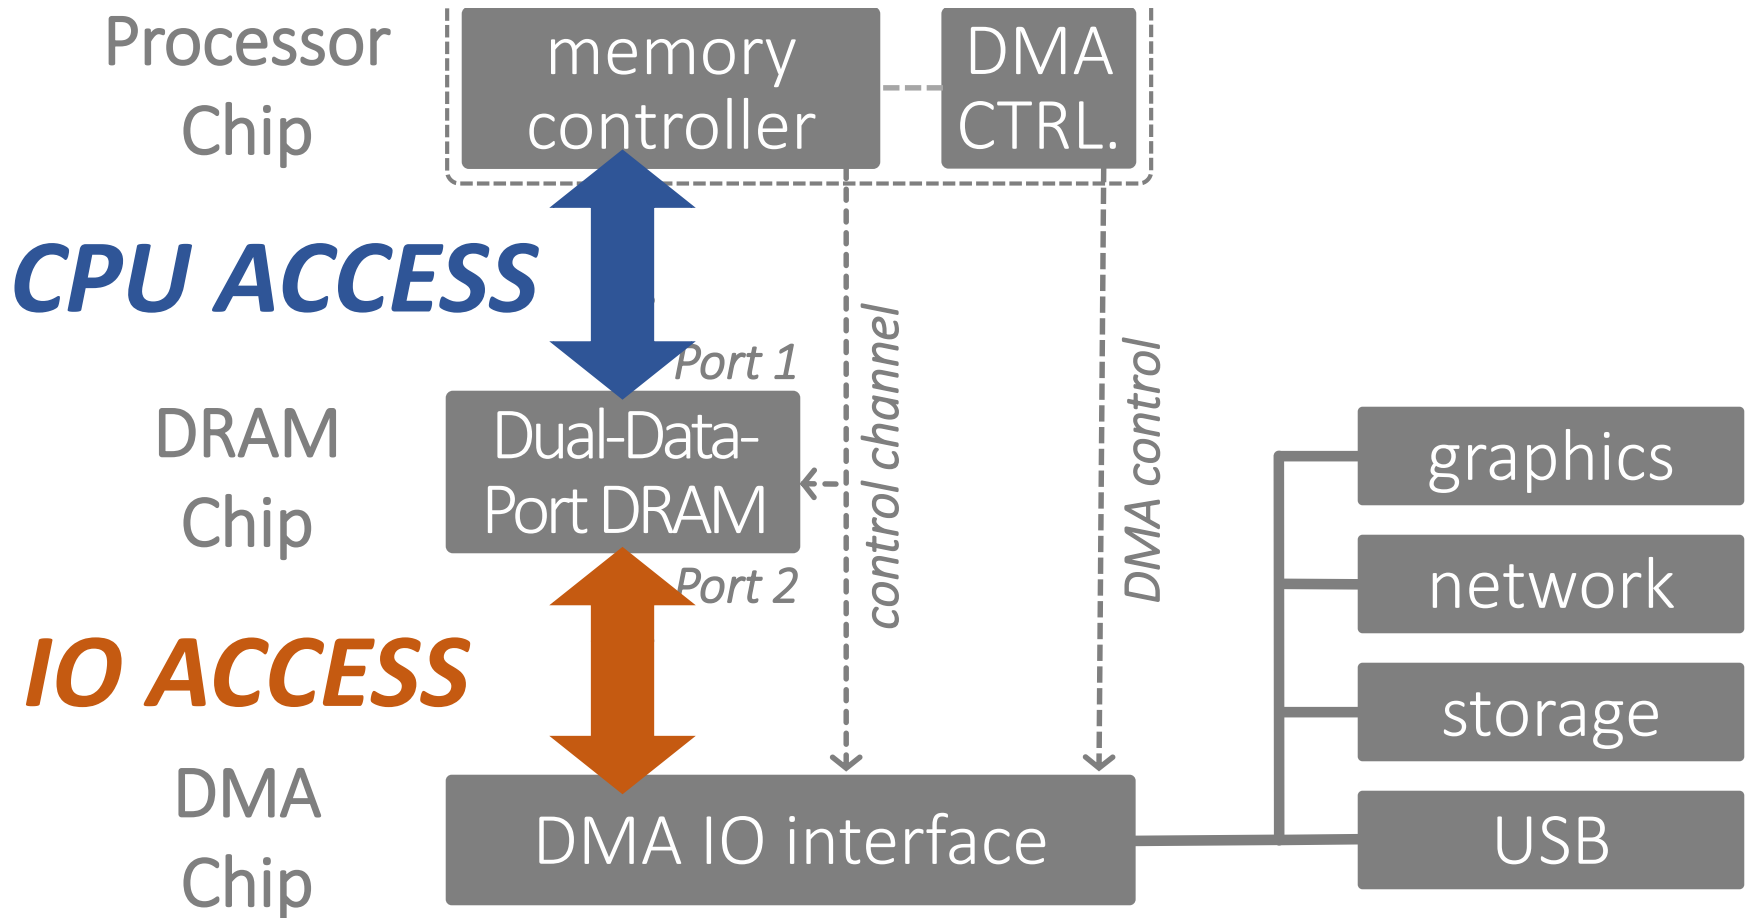 Processor
Chip
memory
controller
DMA
CTRL.
CPU ACCESS
Port 1
control channel
DMA control
DRAM
Chip
Dual-Data-
Port DRAM
Port 2
IO ACCESS
DMA
Chip
DMA IO interface
graphics
network
storage
USB